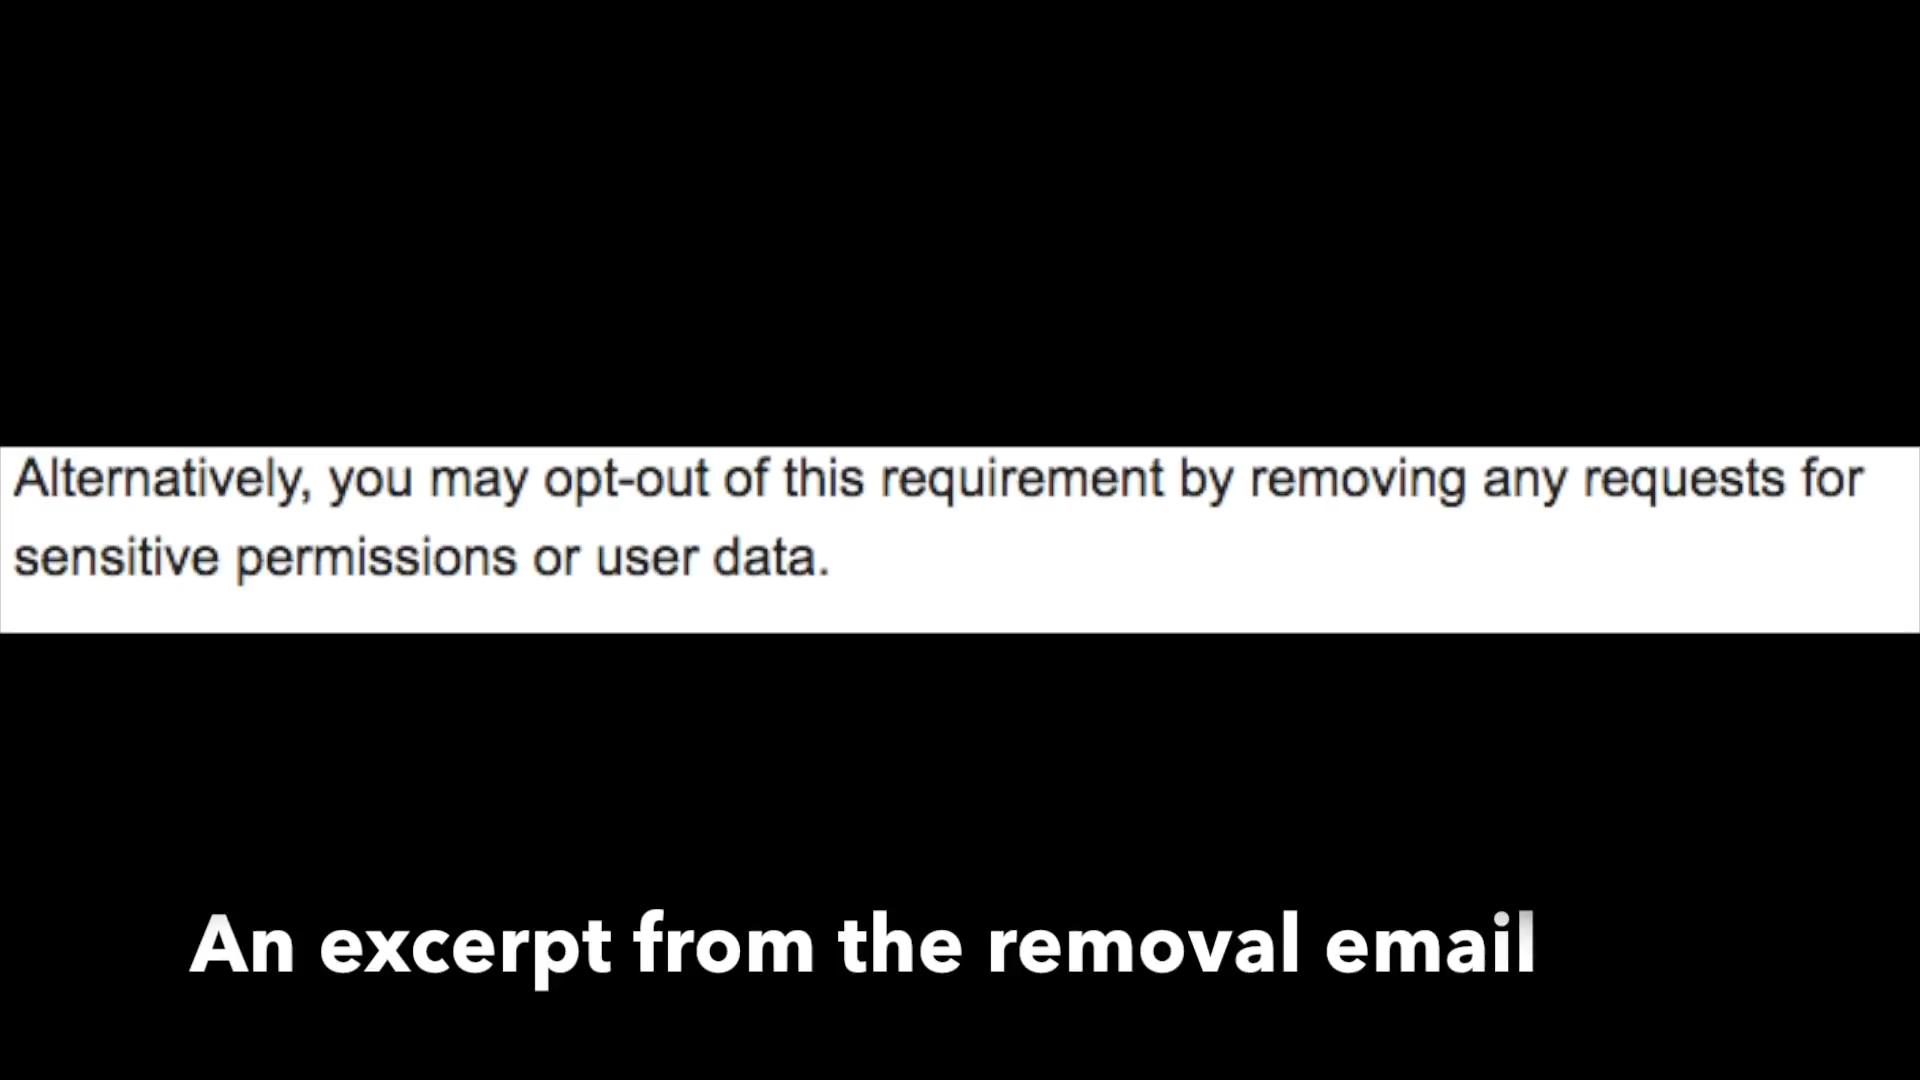 Alternatively, you may opt-out of this requirement by removing any requests for
sensitive permissions or user data.
An excerpt from the removal email